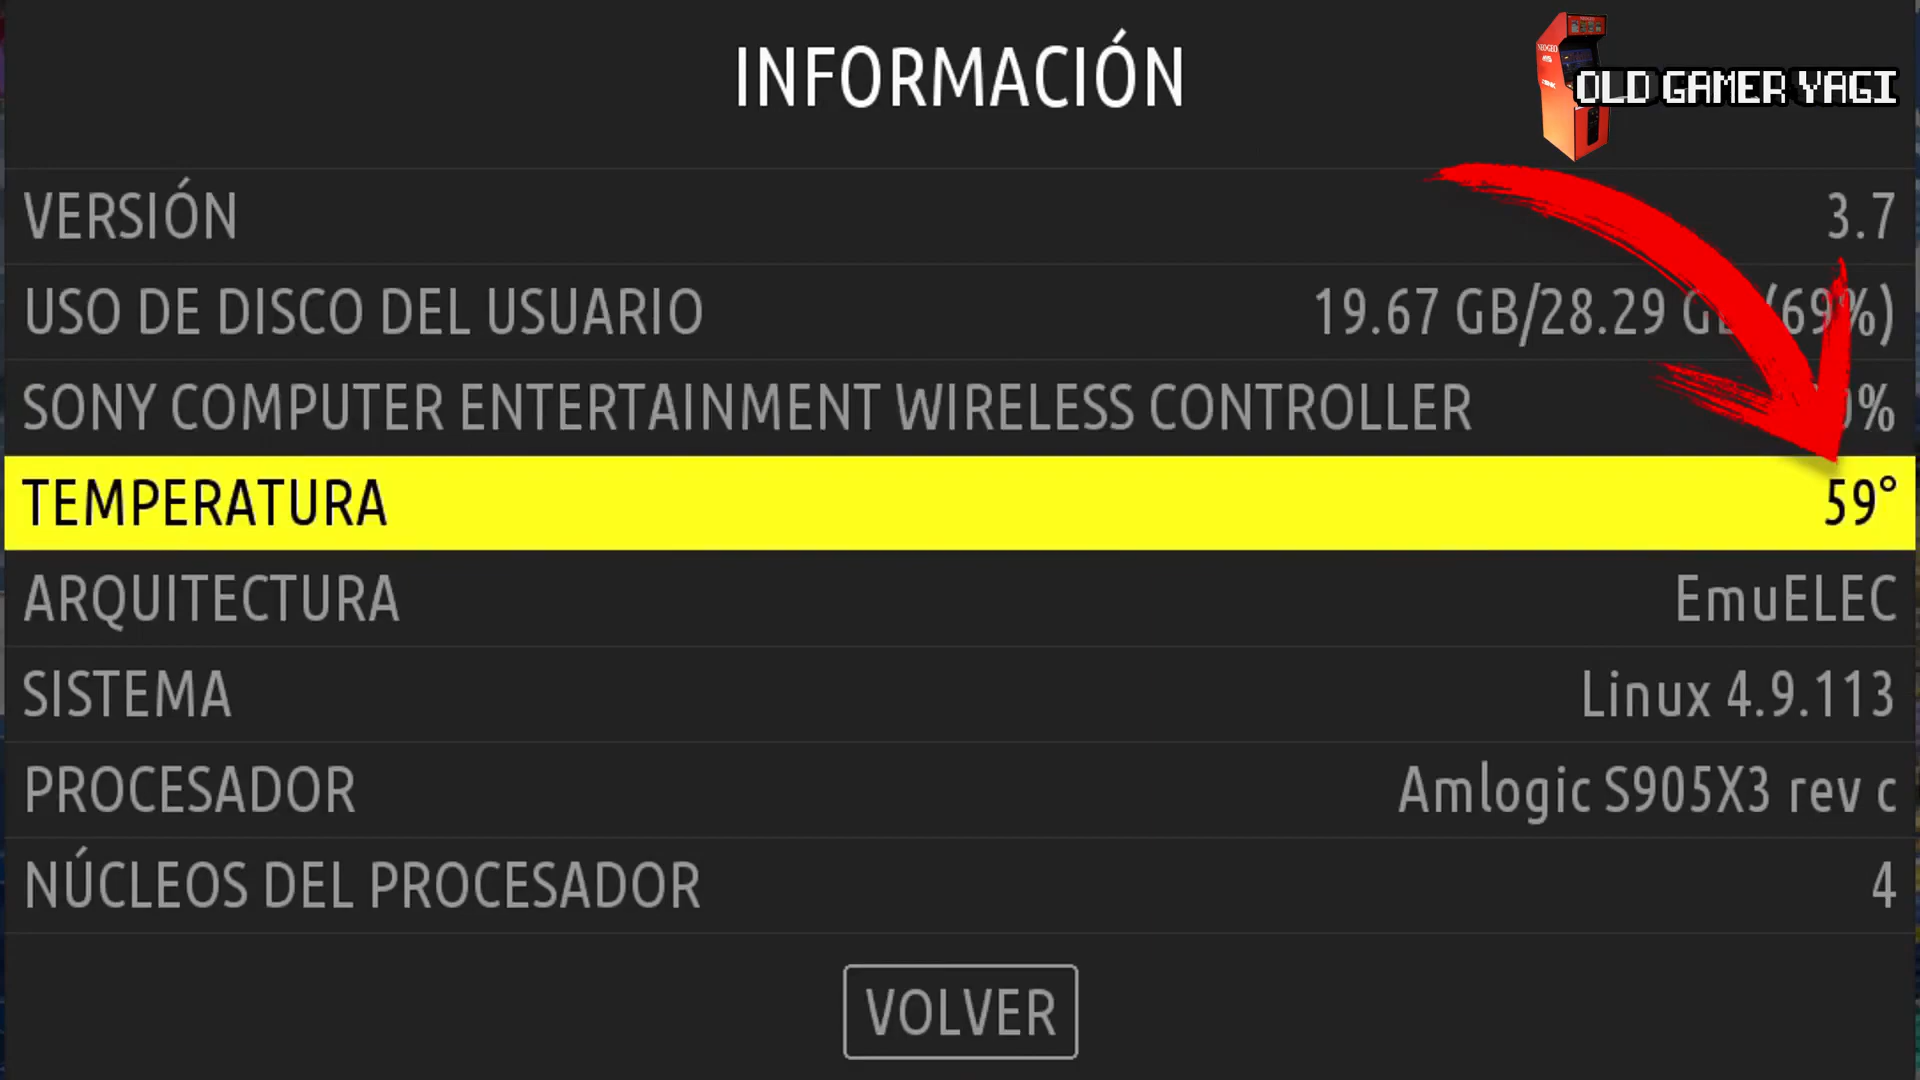 INFORMACIÓN
OLD GAMER YAGI
VERSIÓN 3.7
USO DE DISCO DEL USUARIO 19.67 GB/28.29 (69%)
SONY COMPUTER ENTERTAINMENT WIRELESS CONTROLLER
TEMPERATURA 59°
ARQUITECTURA EmuELEC
SISTEMA Linux 4.9.113
PROCESADOR Amlogic S905X3 rev c
NÚCLEOS DEL PROCESADOR 4
VOLVER